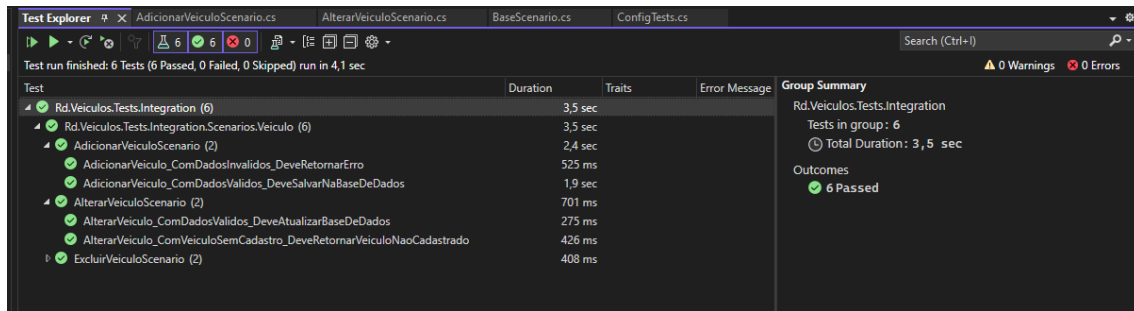 Test Explorer AdicionarVeiculoScenario.cs AlterarVeiculoScenario.cs BaseScenario.cs ConfigTests.cs
6 6 0 Search (Ctrl+I)
Test run finished: 6 Tests (6 Passed, 0 Failed, 0 Skipped) run in 4,1 sec 0 Warnings 0 Errors
Test Duration Traits Error Message Group Summary
Rd.Veiculos.Tests.Integration (6) 3,5 sec Rd.Veiculos.Tests.Integration
Rd.Veiculos.Tests.Integration.Scenarios.Veiculo (6) 3,5 sec Tests in group: 6
AdicionarVeiculoScenario (2) 2,4 sec Total Duration: 3,5 sec
AdicionarVeiculo_ComDadosInvalidos_DeveRetornarErro 525 ms Outcomes
AdicionarVeiculo_ComDadosValidos_DeveSalvarNaBaseDeDados 1,9 sec 6 Passed
AlterarVeiculoScenario (2) 701 ms
AlterarVeiculo_ComDadosValidos_DeveAtualizarBaseDeDados 275 ms
AlterarVeiculo_ComVeiculoSemCadastro_DeveRetornarVeiculoNaoCadastrado 426 ms
ExcluirVeiculoScenario (2) 408 ms